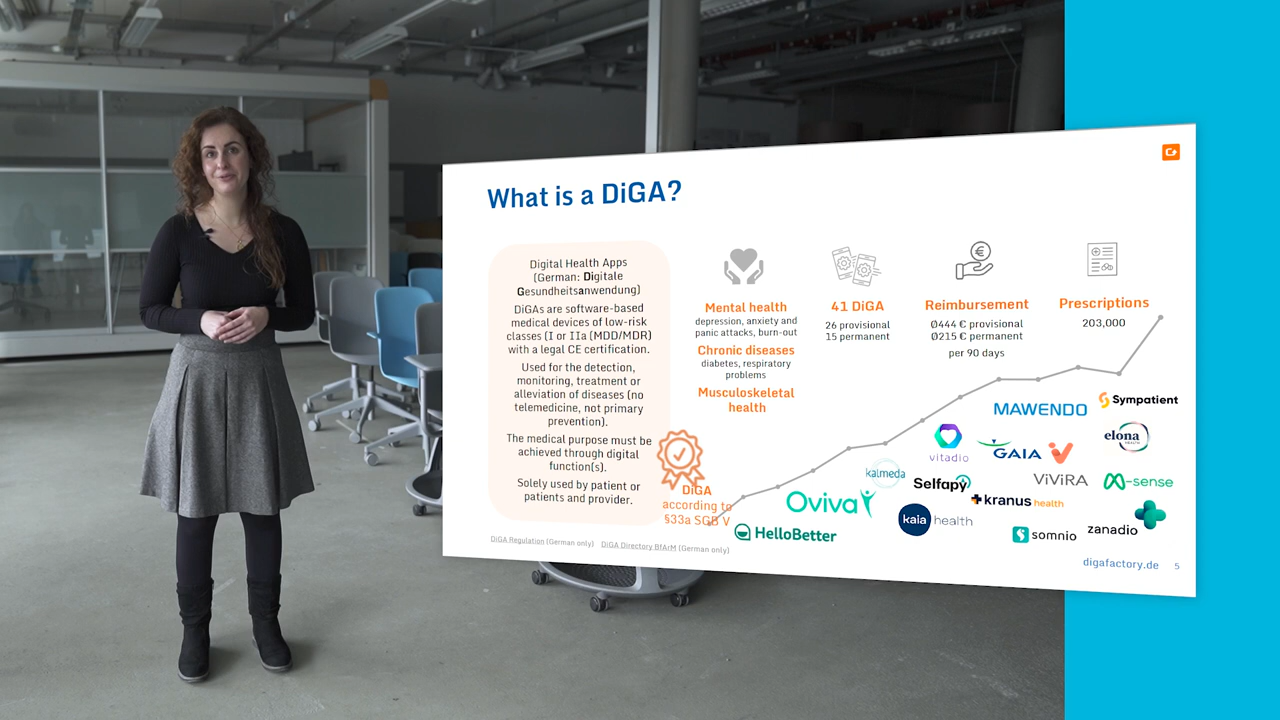 What is a DiGA?
Digital Health Apps
(German: Digitale
Gesundheitsanwendung)
DiGAs are software-based
medical devices of low-risk
classes (I or IIa (MDD/MDR)
with a legal CE certification.
Used for the detection,
monitoring, treatment or
alleviation of diseases (no
telemedicine, not primary
prevention).
The medical purpose must be
achieved through digital
function(s).
Solely used by patient or
patients and provider.
DiGA
according to
§33a SGB V
DiGA Regulation (German only) DiGA Directory BfArM (German only)
Mental health
depression, anxiety and
panic attacks, burn-out
Chronic diseases
diabetes, respiratory
problems
Musculoskeletal
health
41 DiGA
26 provisional
15 permanent
Reimbursement
Ø444 € provisional
Ø215 € permanent
per 90 days
Prescriptions
203,000
MAWENDO
Sympatient
vitadio
GAIA
elona
HEALTH
kalmeda
Selfapy
ViViRA
M-sense
Oviva
kranus health
kaia health
HelloBetter
somnio
zanadio
digafactory.de 5